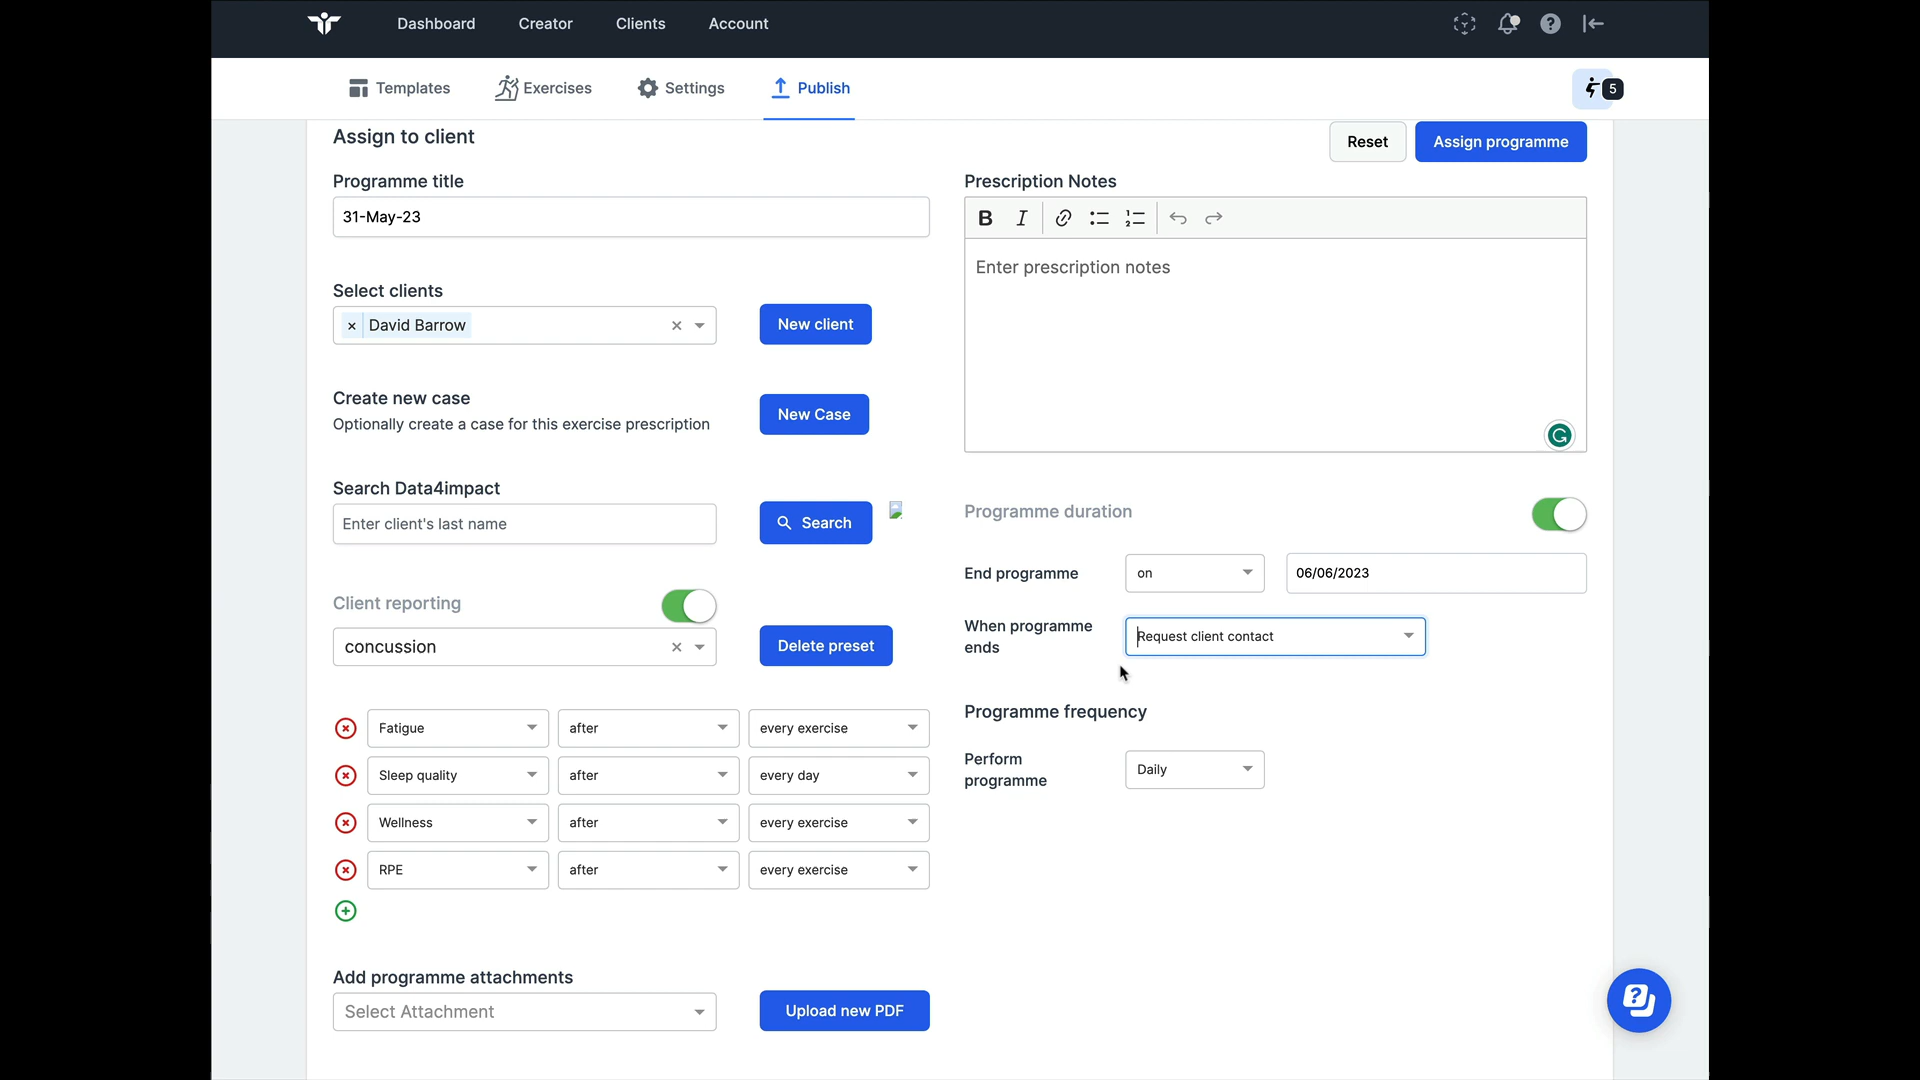 Dashboard Creator Clients Account
Templates Exercises Settings Publish 5
Assign to client
Reset Assign programme
Programme title
31-May-23
Select clients
× David Barrow
New client
Create new case
Optionally create a case for this exercise prescription
New Case
Search Data4impact
Enter client's last name
Search
Client reporting
concussion
Delete preset
Fatigue after every exercise
Sleep quality after every day
Wellness after every exercise
RPE after every exercise
Add programme attachments
Select Attachment
Upload new PDF
Prescription Notes
B I
Enter prescription notes
Programme duration
End programme on 06/06/2023
When programme
ends
Request client contact
Programme frequency
Perform
programme
Daily